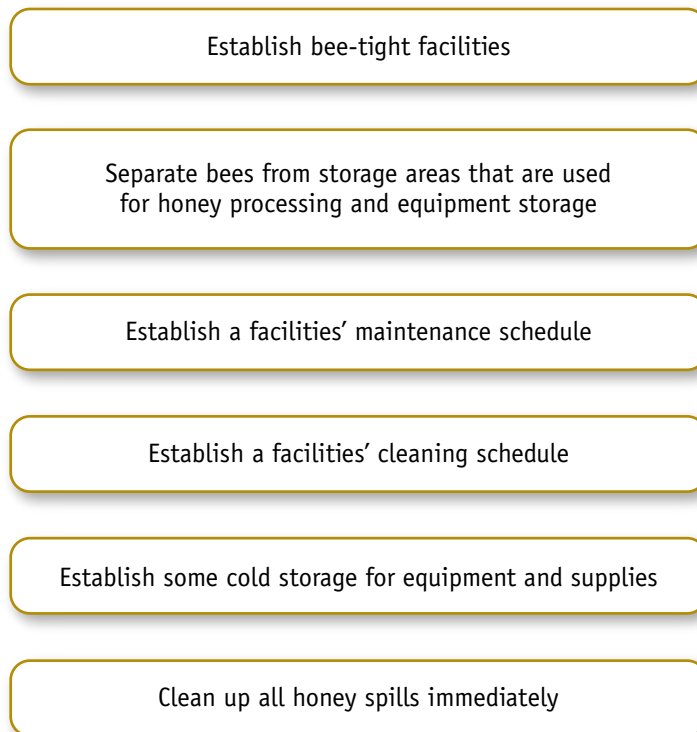 Establish bee-tight facilities
Separate bees from storage areas that are used
for honey processing and equipment storage
Establish a facilities’ maintenance schedule
Establish a facilities’ cleaning schedule
Establish some cold storage for equipment and supplies
Clean up all honey spills immediately